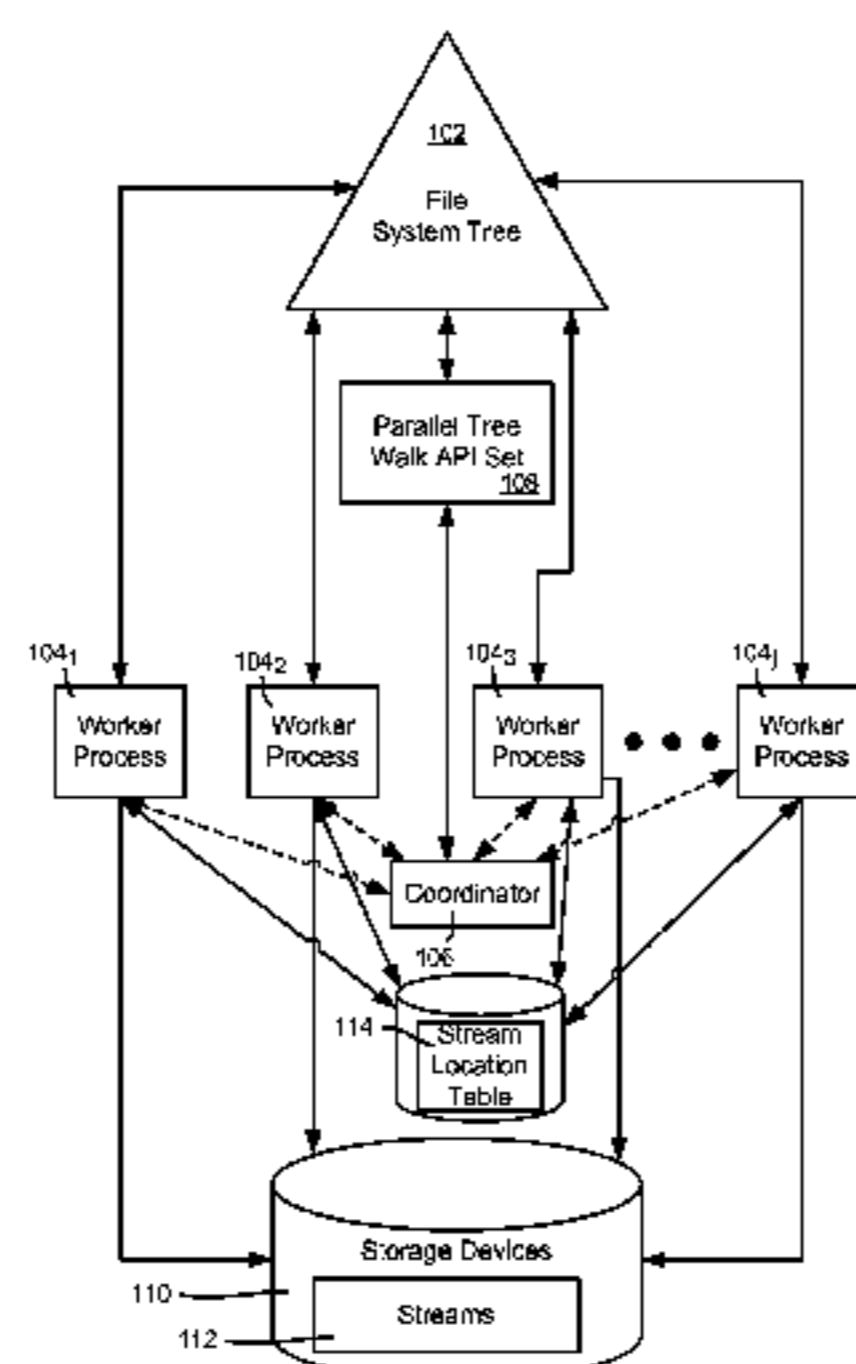 102
File
System Tree
Parallel Tree
Walk API Set
108
104₁
104₂
104₃
104ⱼ
Worker
Process
Worker
Process
Worker
Process
Worker
Process
Coordinator
106
114
Stream
Location
Table
Storage Devices
110
Streams
112